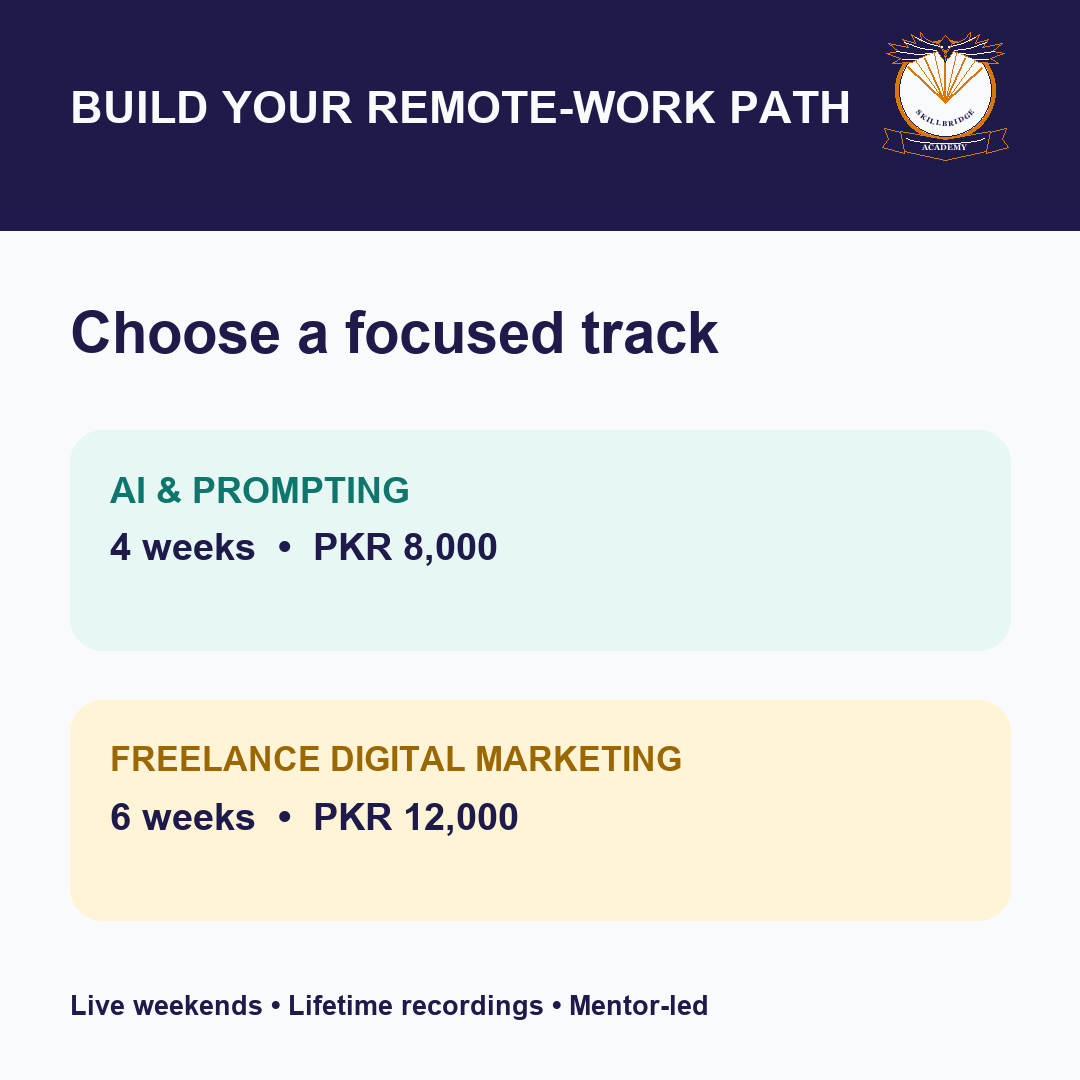 BUILD YOUR REMOTE-WORK PATH
SKILLBRIDGE
ACADEMY
Choose a focused track
AI & PROMPTING
4 weeks • PKR 8,000
FREELANCE DIGITAL MARKETING
6 weeks • PKR 12,000
Live weekends • Lifetime recordings • Mentor-led